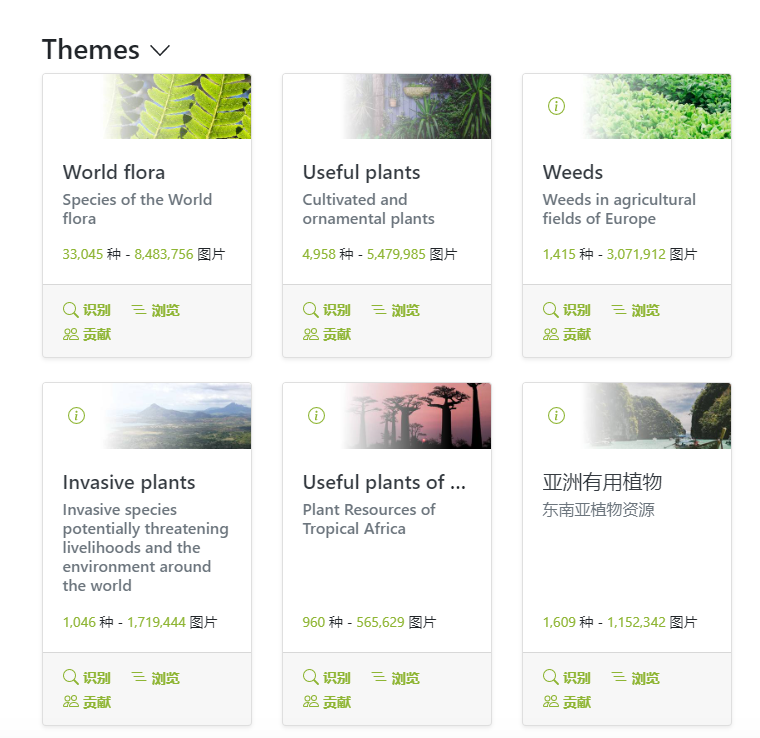 Themes
World flora
Species of the World
flora
33,045 种 - 8,483,756 图片
识别 浏览
贡献
Useful plants
Cultivated and
ornamental plants
4,958 种 - 5,479,985 图片
识别 浏览
贡献
Weeds
Weeds in agricultural
fields of Europe
1,415 种 - 3,071,912 图片
识别 浏览
贡献
Invasive plants
Invasive species
potentially threatening
livelihoods and the
environment around
the world
1,046 种 - 1,719,444 图片
识别 浏览
贡献
Useful plants of ...
Plant Resources of
Tropical Africa
960 种 - 565,629 图片
识别 浏览
贡献
亚洲有用植物
东南亚植物资源
1,609 种 - 1,152,342 图片
识别 浏览
贡献